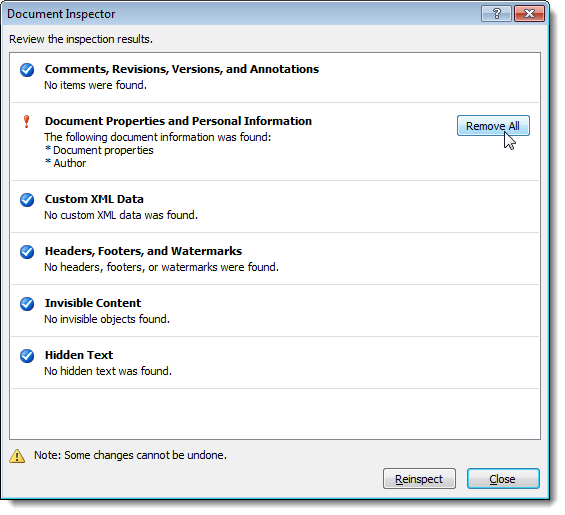 Document Inspector
Review the inspection results.
Comments, Revisions, Versions, and Annotations
No items were found.
Document Properties and Personal Information
Remove All
The following document information was found:
* Document properties
* Author
Custom XML Data
No custom XML data was found.
Headers, Footers, and Watermarks
No headers, footers, or watermarks were found.
Invisible Content
No invisible objects found.
Hidden Text
No hidden text was found.
Note: Some changes cannot be undone.
Reinspect
Close